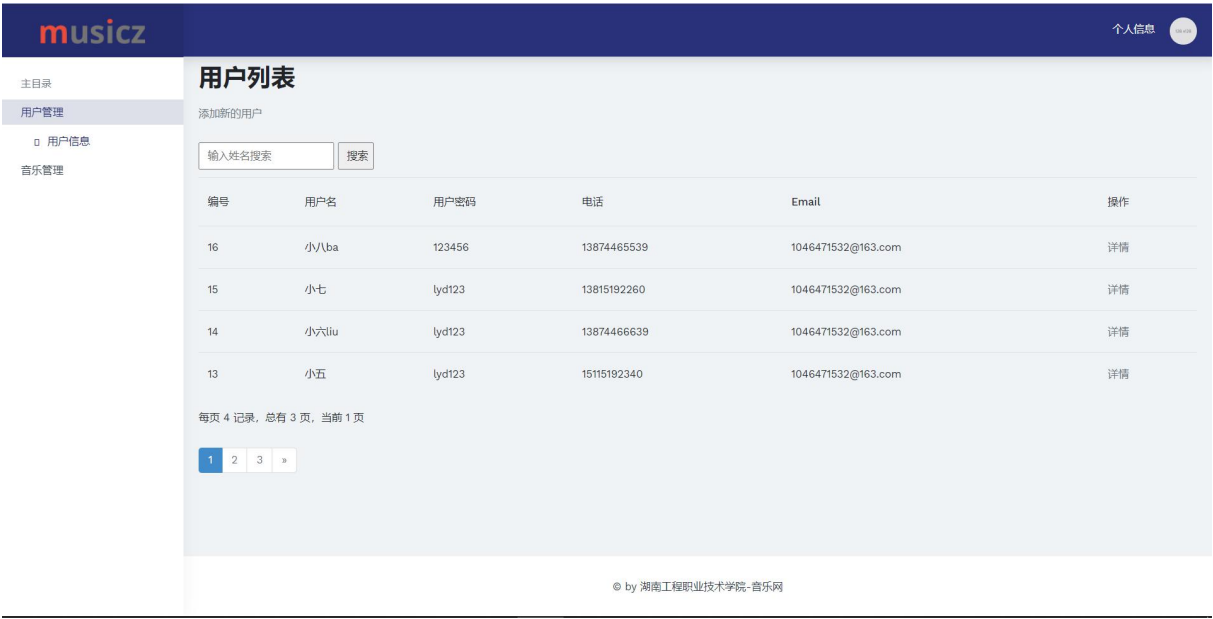 musicz
个人信息
主目录
用户管理
用户信息
音乐管理
用户列表
添加新的用户
输入姓名搜索 搜索
编号 用户名 用户密码 电话 Email 操作
16 小八ba 123456 13874465539 1046471532@163.com 详情
15 小七 lyd123 13815192260 1046471532@163.com 详情
14 小六liu lyd123 13874466639 1046471532@163.com 详情
13 小五 lyd123 15115192340 1046471532@163.com 详情
每页 4 记录，总有 3 页，当前 1 页
1 2 3 »
© by 湖南工程职业技术学院-音乐网